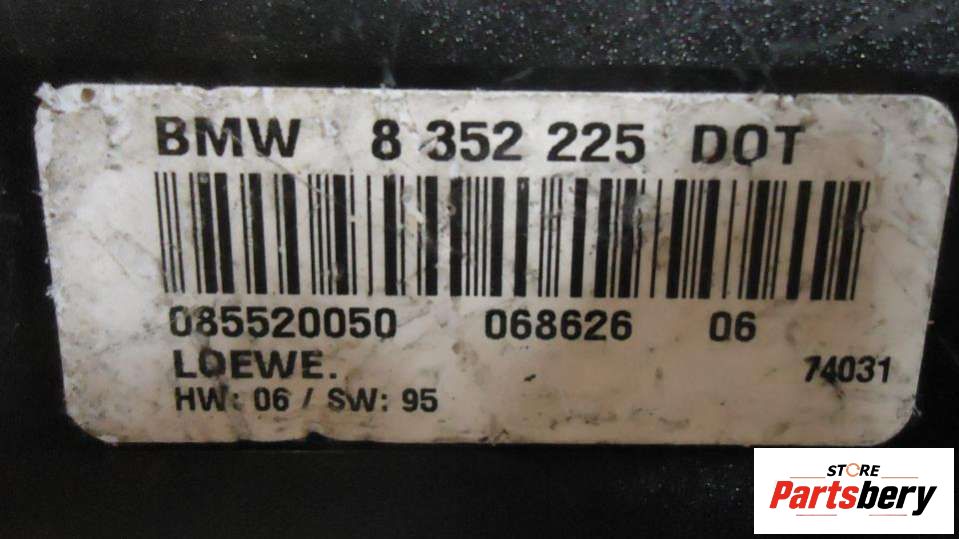 BMW 8 352 225 DOT
085520050 068626 06
LOEWE. 74031
HW: 06 / SW: 95
STORE
Partsbery